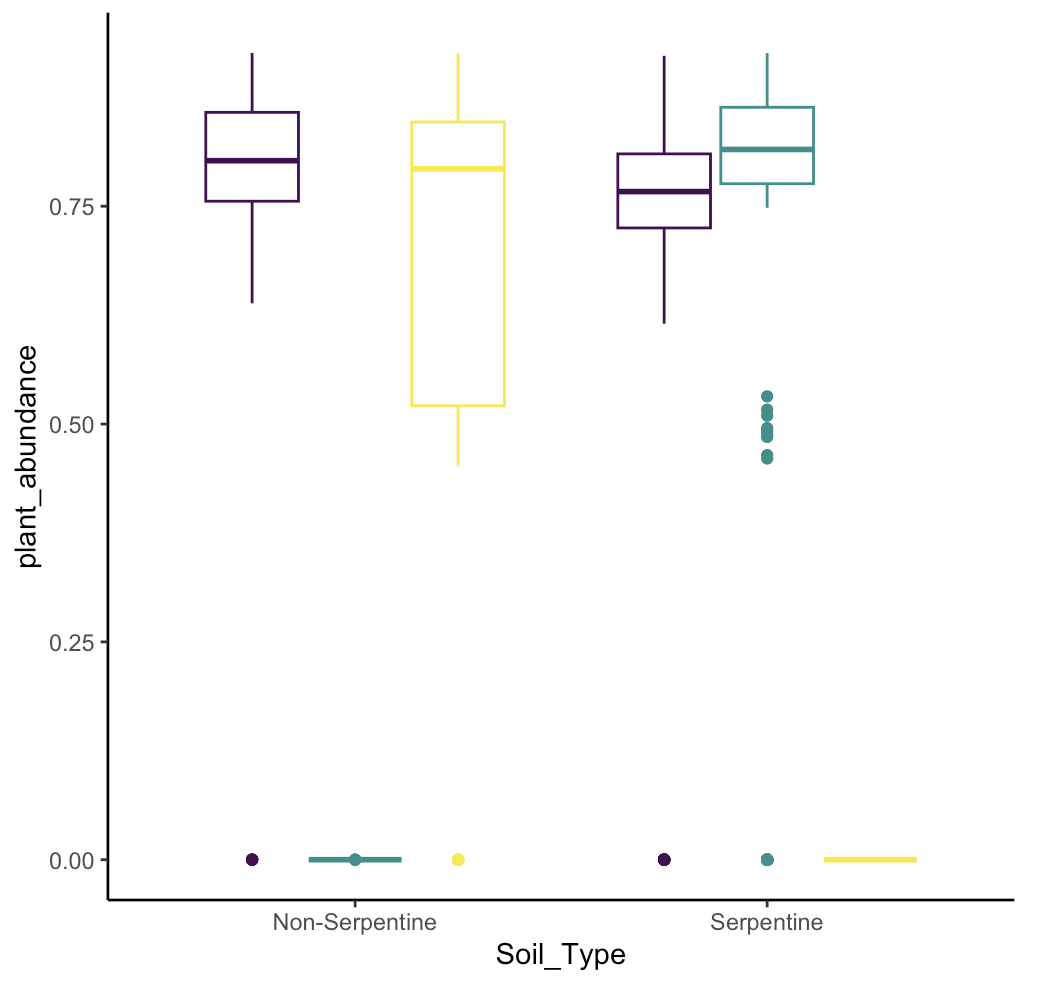 plant_abundance
0.75
0.50
0.25
0.00
Non-Serpentine
Serpentine
Soil_Type